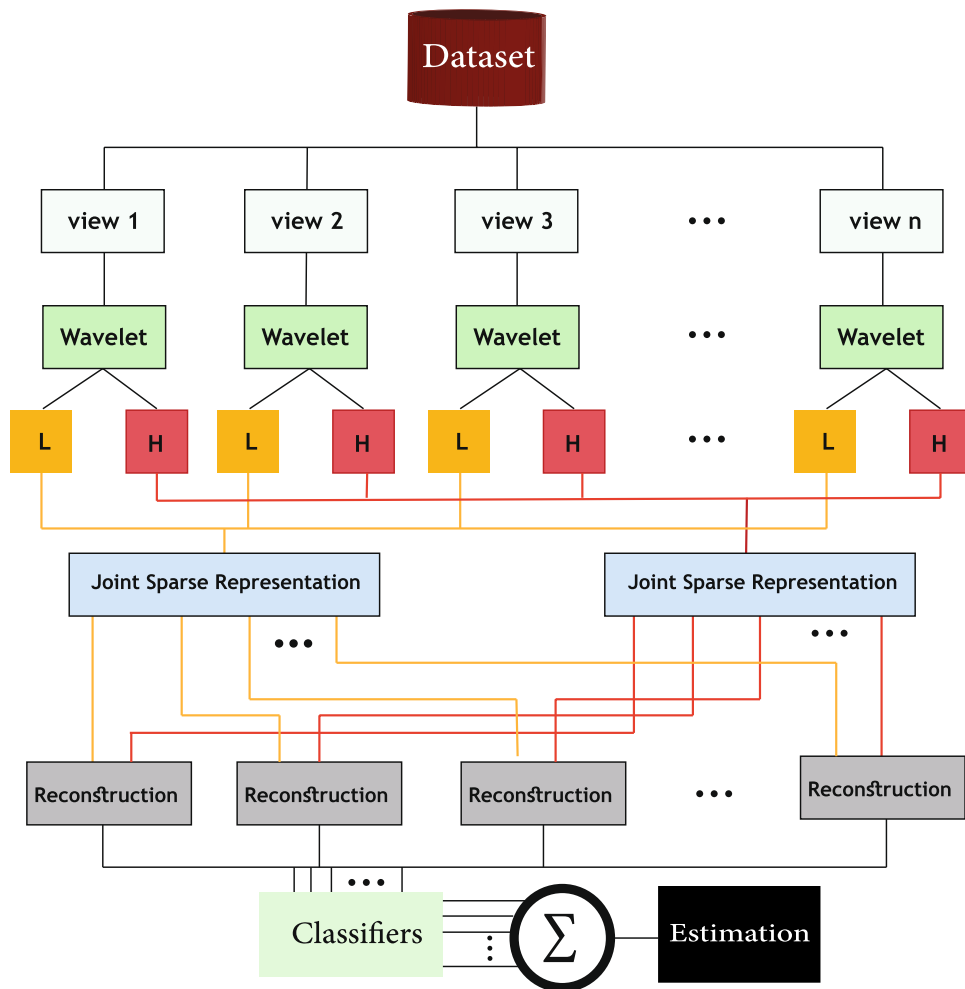 Dataset
view 1 view 2 view 3 ... view n
Wavelet Wavelet Wavelet ... Wavelet
L H L H L H ... L H
Joint Sparse Representation Joint Sparse Representation
... ...
Reconstruction Reconstruction Reconstruction ... Reconstruction
...
Classifiers ... Σ Estimation